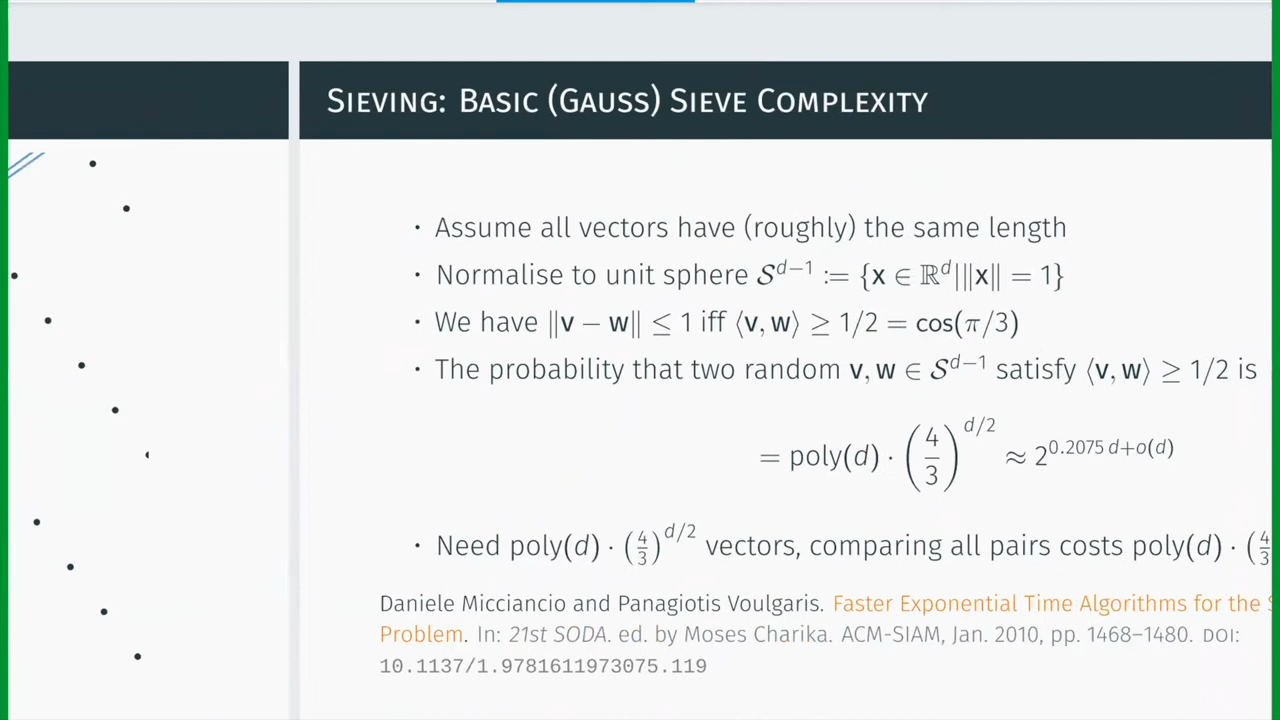 SIEVING: BASIC (GAUSS) SIEVE COMPLEXITY
· Assume all vectors have (roughly) the same length
· Normalise to unit sphere 𝒮^{d−1} := {x ∈ ℝ^d|‖x‖ = 1}
· We have ‖v − w‖ ≤ 1 iff ⟨v, w⟩ ≥ 1/2 = cos(π/3)
· The probability that two random v, w ∈ 𝒮^{d−1} satisfy ⟨v, w⟩ ≥ 1/2 is
= poly(d) · (4/3)^{d/2} ≈ 2^{0.2075 d+o(d)}
· Need poly(d) · (4/3)^{d/2} vectors, comparing all pairs costs poly(d) · (4/3
Daniele Micciancio and Panagiotis Voulgaris. Faster Exponential Time Algorithms for the
Problem. In: 21st SODA. ed. by Moses Charika. ACM-SIAM, Jan. 2010, pp. 1468–1480. DOI:
10.1137/1.9781611973075.119